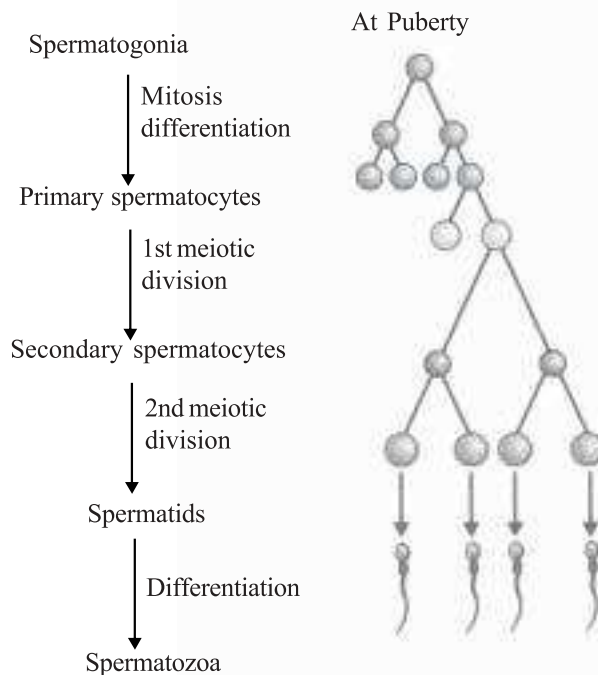 At Puberty
Spermatogonia
Mitosis
differentiation
Primary spermatocytes
1st meiotic
division
Secondary spermatocytes
2nd meiotic
division
Spermatids
Differentiation
Spermatozoa